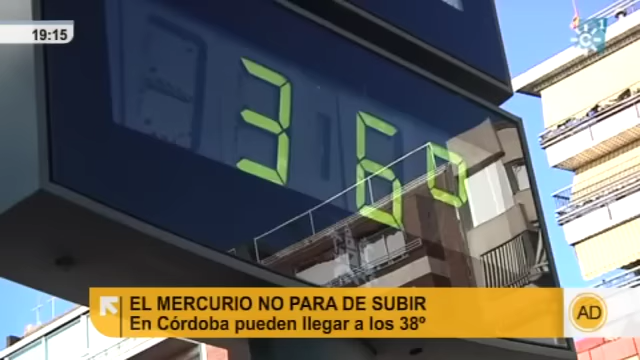 19:15
36º
EL MERCURIO NO PARA DE SUBIR
En Córdoba pueden llegar a los 38º
AD